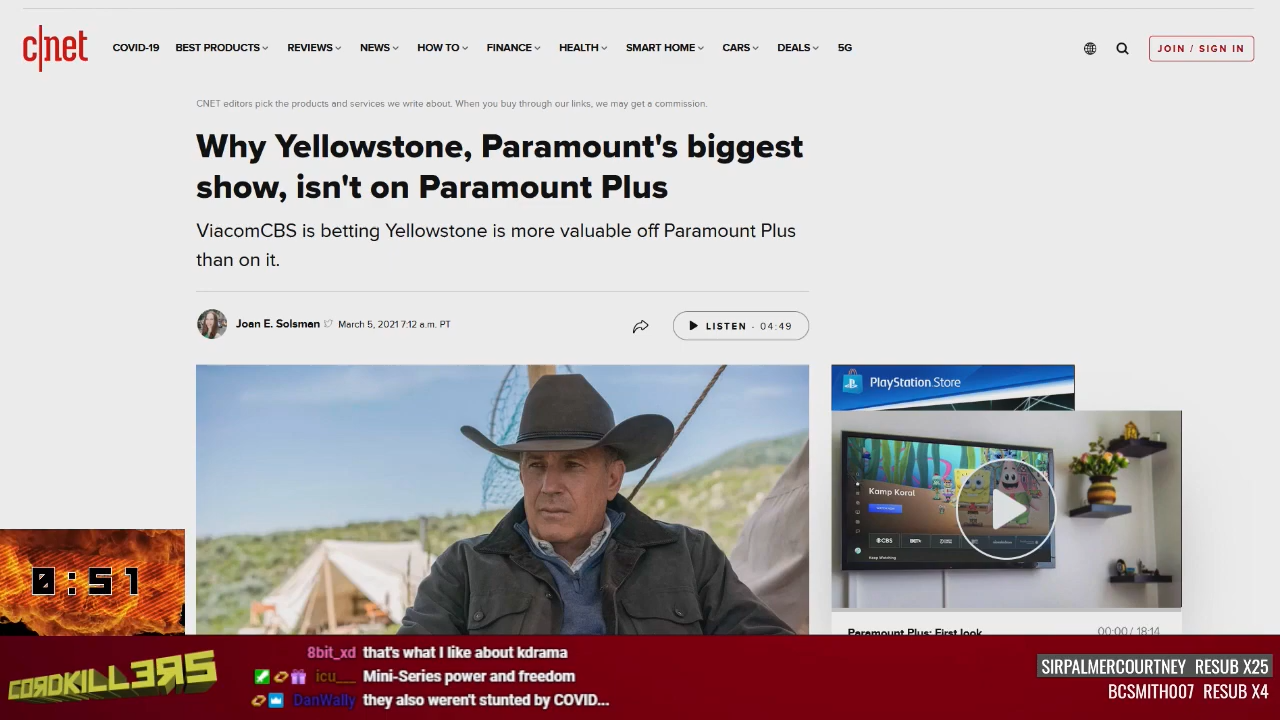 c|net
COVID-19 BEST PRODUCTS REVIEWS NEWS HOW TO FINANCE HEALTH SMART HOME CARS DEALS 5G
JOIN / SIGN IN
CNET editors pick the products and services we write about. When you buy through our links, we may get a commission.
Why Yellowstone, Paramount's biggest
show, isn't on Paramount Plus
ViacomCBS is betting Yellowstone is more valuable off Paramount Plus
than on it.
Joan E. Solsman March 5, 2021 7:12 a.m. PT
LISTEN - 04:49
PlayStation Store
Kamp Koral
CBS
Keep Watching
Paramount Plus: First look 00:00 / 18:14
0:51
CORDKILLERS
8bit_xd that's what I like about kdrama
icu___ Mini-Series power and freedom
DanWally they also weren't stunted by COVID...
SIRPALMERCOURTNEY RESUB X25
BCSMITH007 RESUB X4